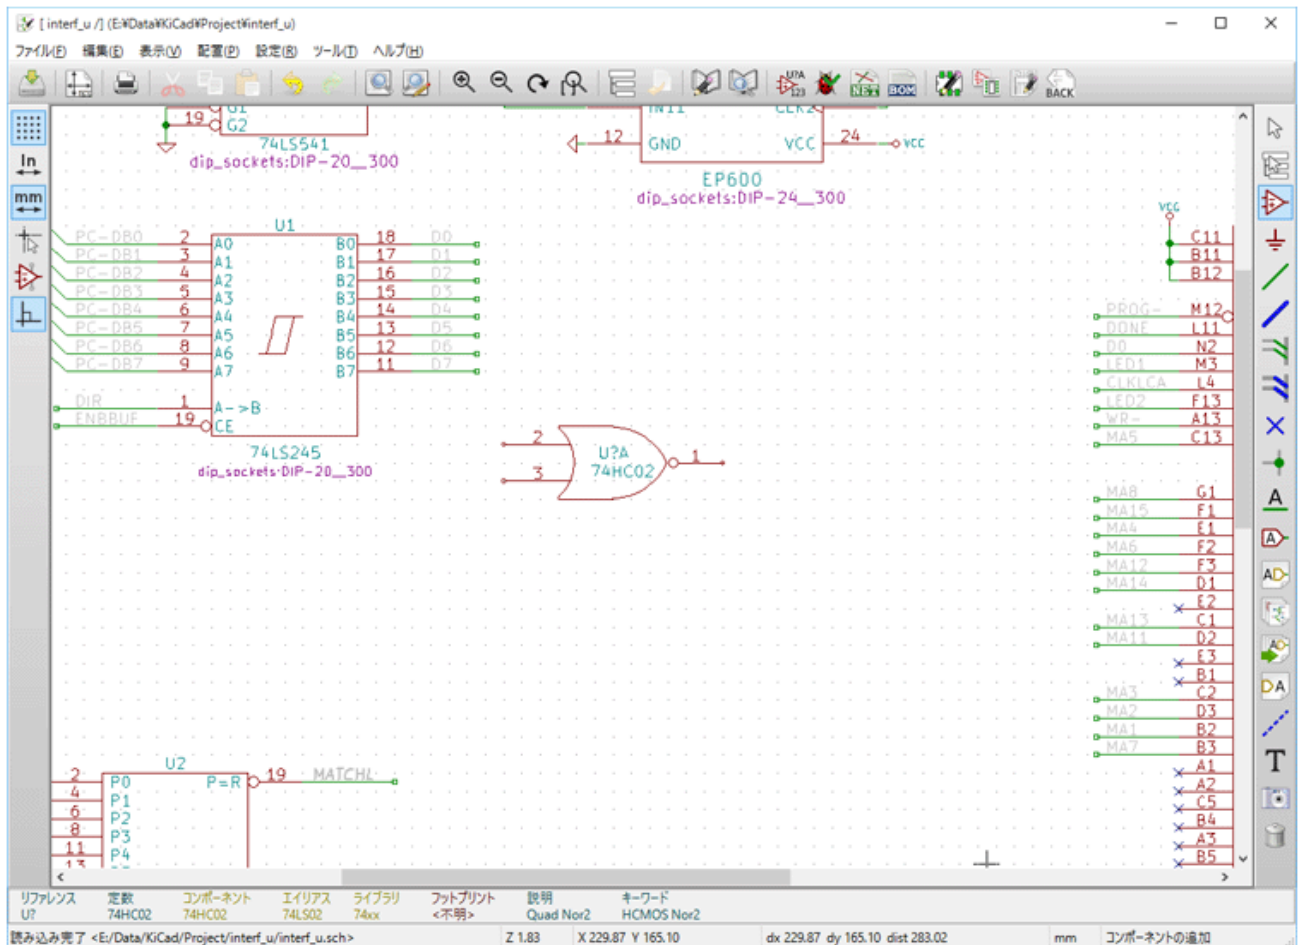 [ interf_u /] (E:¥Data¥KiCad¥Project¥interf_u)
ファイル(F) 編集(E) 表示(V) 配置(P) 設定(R) ツール(T) ヘルプ(H)
U?A
123
NET
BOM
BACK
In
mm
19 G2
74LS541
dip_sockets:DIP-20__300
IN11 CLK2
12 GND VCC 24 VCC
EP600
dip_sockets:DIP-24__300
U1
PC-DB0 2 A0 B0 18 D0
PC-DB1 3 A1 B1 17 D1
PC-DB2 4 A2 B2 16 D2
PC-DB3 5 A3 B3 15 D3
PC-DB4 6 A4 B4 14 D4
PC-DB5 7 A5 B5 13 D5
PC-DB6 8 A6 B6 12 D6
PC-DB7 9 A7 B7 11 D7
DIR 1 A->B
ENBBUF 19 CE
74LS245
dip_sockets:DIP-20__300
2
3
U?A
74HC02
1
VCC
C11
B11
B12
PROG- M12
DONE L11
D0 N2
LED1 M3
CLKLCA L4
LED2 F13
WR- A13
MA5 C13
MA8 G1
MA15 F1
MA4 E1
MA6 F2
MA12 F3
MA14 D1
E2
MA13 C1
MA11 D2
E3
B1
MA3 C2
MA2 D3
MA1 B2
MA7 B3
A1
A2
C5
B4
A3
B5
U2
2 P0 P=R 19 MATCHL
4 P1
6 P2
8 P3
11 P4
13
A
A
AD
DA
T
リファレンス 定数 コンポーネント エイリアス ライブラリ フットプリント 説明 キーワード
U? 74HC02 74HC02 74LS02 74xx <不明> Quad Nor2 HCMOS Nor2
読み込み完了 <E:/Data/KiCad/Project/interf_u/interf_u.sch> Z 1.83 X 229.87 Y 165.10 dx 229.87 dy 165.10 dist 283.02 mm コンポーネントの追加